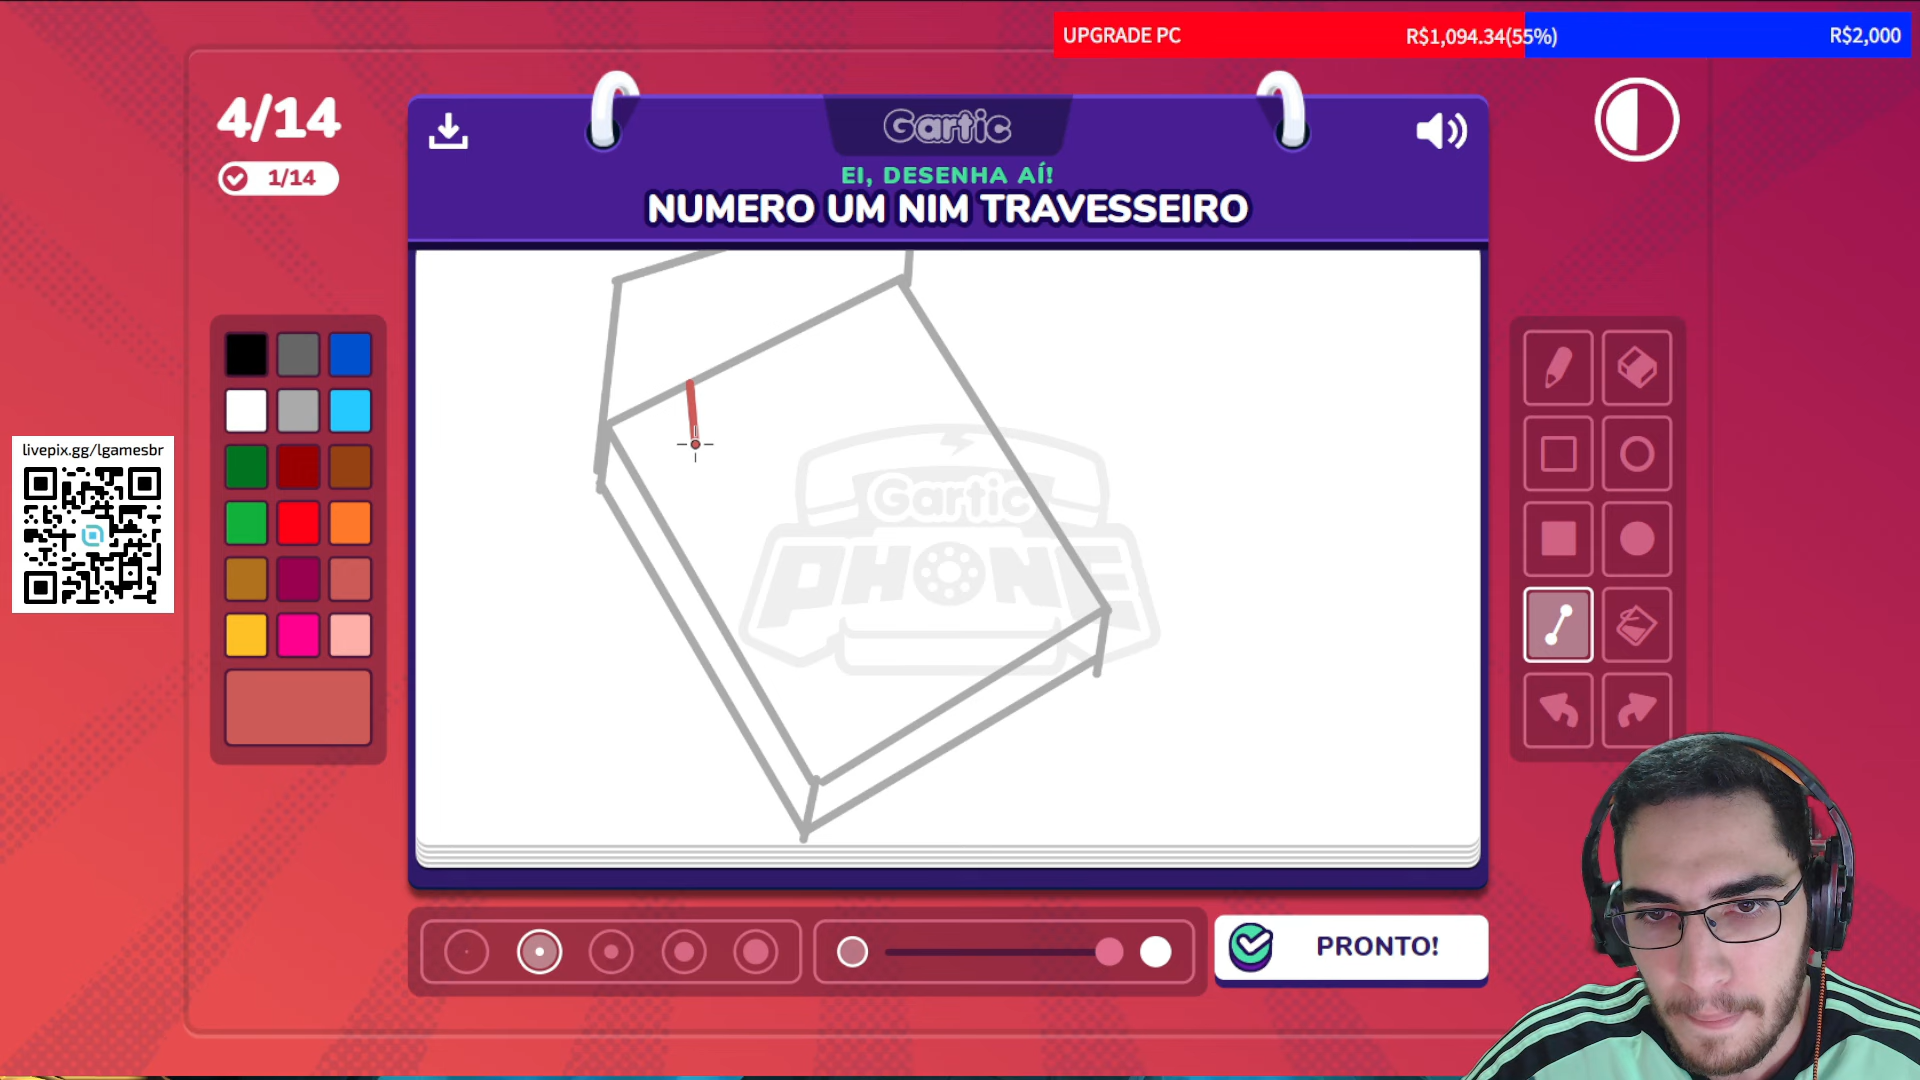 UPGRADE PC
R$1,094.34(55%)
R$2,000
4/14
1/14
Gartic
EI, DESENHA AÍ!
NUMERO UM NIM TRAVESSEIRO
livepix.gg/lgamesbr
Gartic
PHONE
PRONTO!